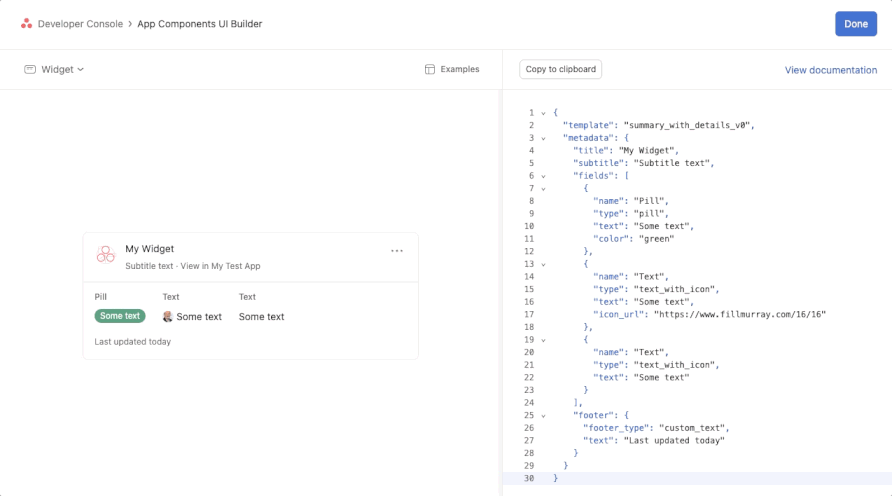 Developer Console > App Components UI Builder
Done
Widget
Examples
Copy to clipboard
View documentation
My Widget
Subtitle text · View in My Test App
Pill Text Text
Some text Some text Some text
Last updated today
1 {
2 "template": "summary_with_details_v0",
3 "metadata": {
4 "title": "My Widget",
5 "subtitle": "Subtitle text",
6 "fields": [
7 {
8 "name": "Pill",
9 "type": "pill",
10 "text": "Some text",
11 "color": "green"
12 },
13 {
14 "name": "Text",
15 "type": "text_with_icon",
16 "text": "Some text",
17 "icon_url": "https://www.fillmurray.com/16/16"
18 },
19 {
20 "name": "Text",
21 "type": "text_with_icon",
22 "text": "Some text"
23 }
24 ],
25 "footer": {
26 "footer_type": "custom_text",
27 "text": "Last updated today"
28 }
29 }
30 }